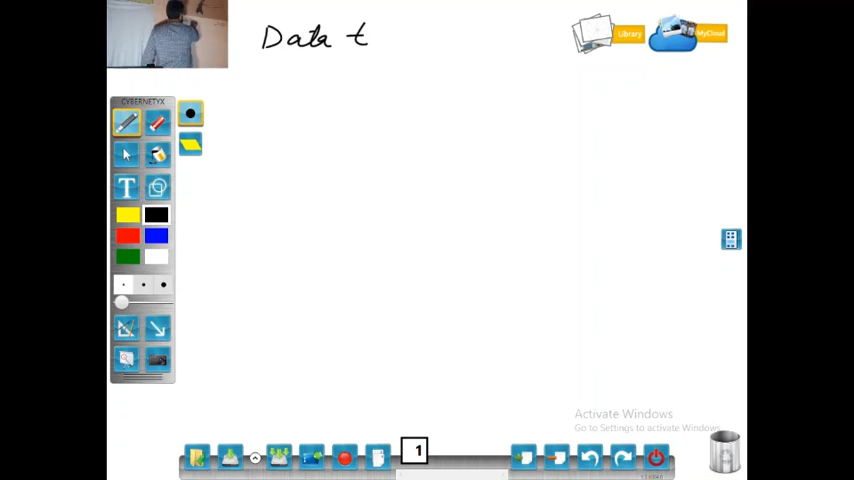 Data t
Library
MyCloud
CYBERNETYX
T
Activate Windows
Go to Settings to activate Windows.
1